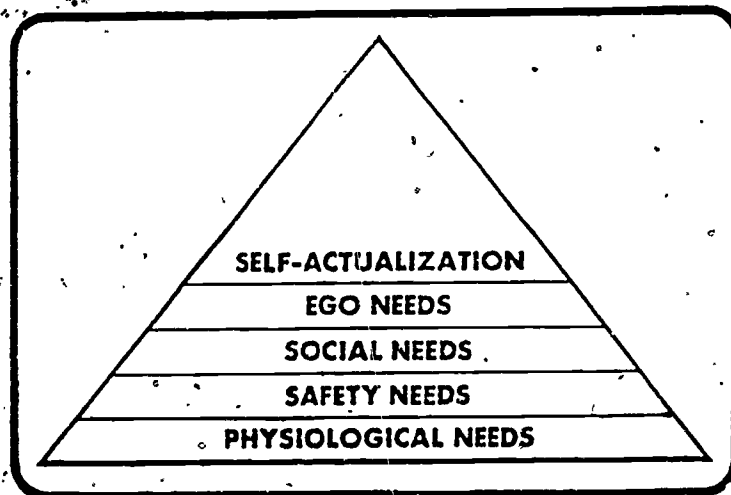 SELF-ACTUALIZATION
EGO NEEDS
SOCIAL NEEDS
SAFETY NEEDS
PHYSIOLOGICAL NEEDS